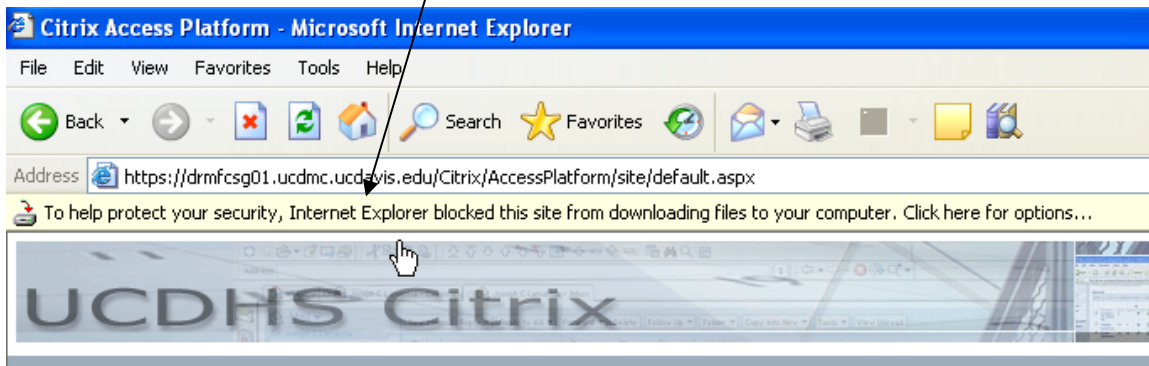 Citrix Access Platform - Microsoft Internet Explorer
File Edit View Favorites Tools Help
Back Search Favorites
Address https://drmfcsg01.ucdmc.ucdavis.edu/Citrix/AccessPlatform/site/default.aspx
To help protect your security, Internet Explorer blocked this site from downloading files to your computer. Click here for options...
UCDHS Citrix